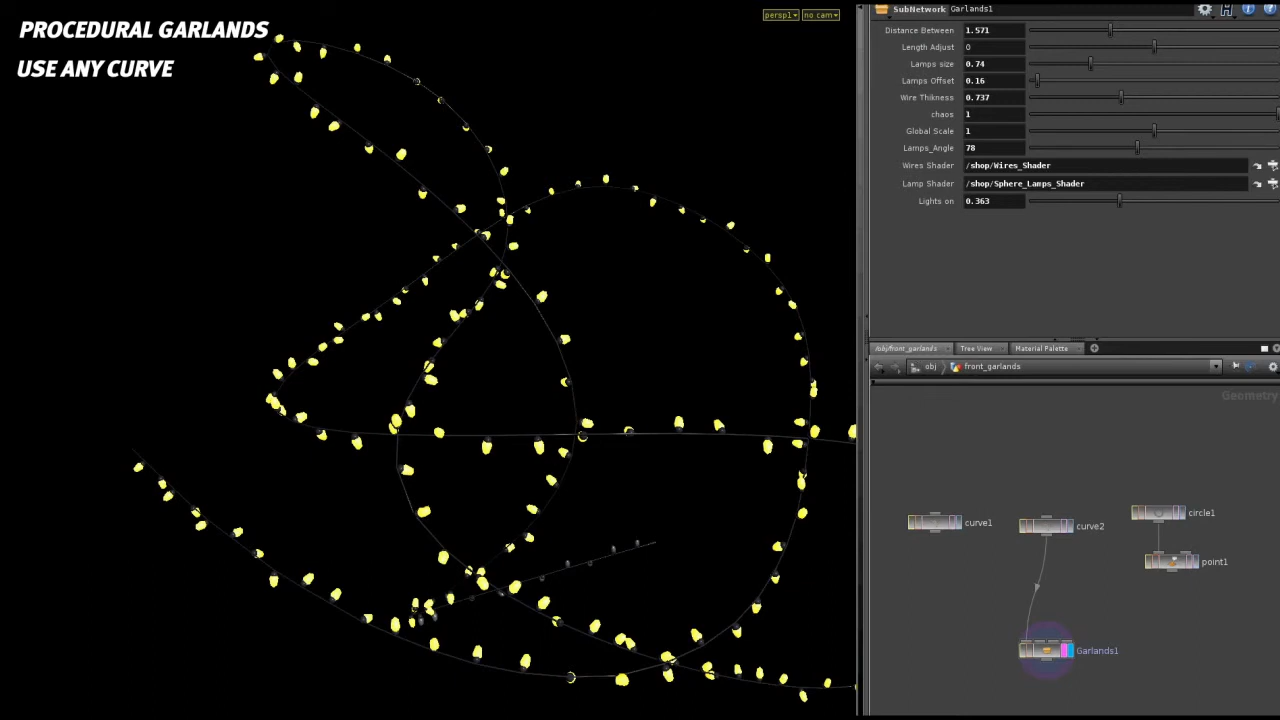 PROCEDURAL GARLANDS
USE ANY CURVE
persp1
no cam
SubNetwork Garlands1
Distance Between 1.571
Length Adjust 0
Lamps size 0.74
Lamps Offset 0.16
Wire Thikness 0.737
chaos 1
Global Scale 1
Lamps_Angle 78
Wires Shader /shop/Wires_Shader
Lamp Shader /shop/Sphere_Lamps_Shader
Lights on 0.363
/obj/front_garlands
Tree View
Material Palette
obj
front_garlands
Geometry
curve1
curve2
circle1
point1
Garlands1